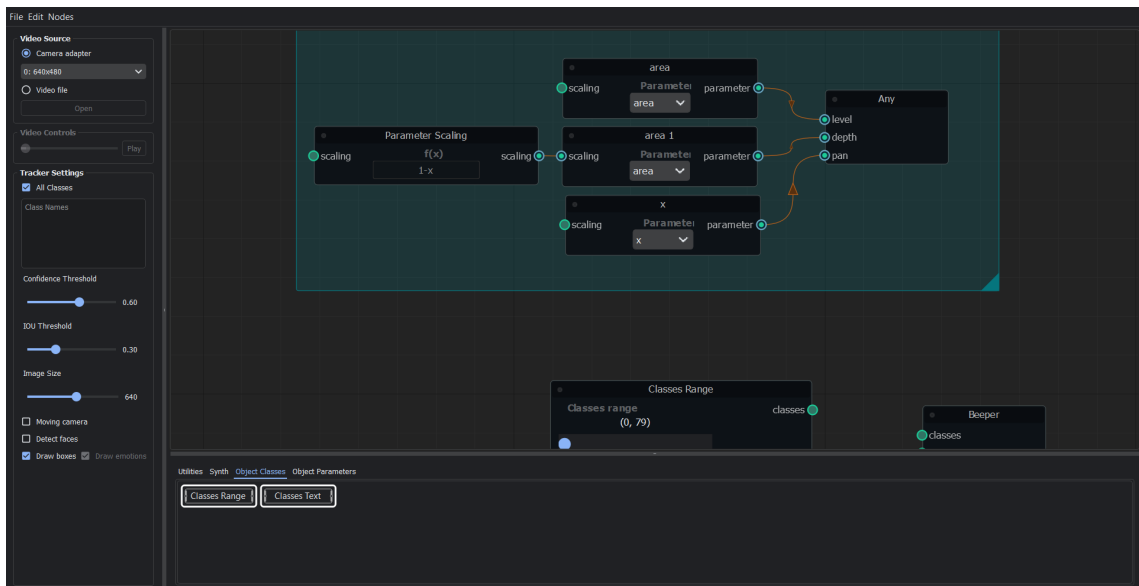 File Edit Nodes
Video Source
Camera adapter
0: 640x480
Video file
Open
Video Controls
Play
Tracker Settings
All Classes
Class Names
Confidence Threshold
0.60
IOU Threshold
0.30
Image Size
640
Moving camera
Detect faces
Draw boxes Draw emotions
area
scaling Parameter parameter
area
Any
level
depth
pan
Parameter Scaling
scaling f(x) scaling
1-x
area 1
scaling Parameter parameter
area
x
scaling Parameter parameter
x
Classes Range
Classes range classes
(0, 79)
Beeper
classes
Utilities Synth Object Classes Object Parameters
Classes Range Classes Text